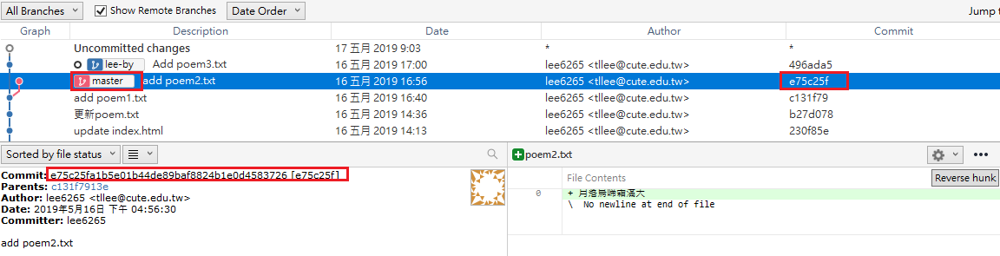 All Branches Show Remote Branches Date Order Jump t
Graph Description Date Author Commit
Uncommitted changes 17 五月 2019 9:03 * *
lee-by Add poem3.txt 16 五月 2019 17:00 lee6265 <tllee@cute.edu.tw> 496ada5
master add poem2.txt 16 五月 2019 16:56 lee6265 <tllee@cute.edu.tw> e75c25f
add poem1.txt 16 五月 2019 16:40 lee6265 <tllee@cute.edu.tw> c131f79
更新poem.txt 16 五月 2019 14:36 lee6265 <tllee@cute.edu.tw> b27d078
update index.html 16 五月 2019 14:13 lee6265 <tllee@cute.edu.tw> 230f85e
Sorted by file status
Commit: e75c25fa1b5e01b44de89baf8824b1e0d4583726 [e75c25f]
Parents: c131f7913e
Author: lee6265 <tllee@cute.edu.tw>
Date: 2019年5月16日 下午 04:56:30
Committer: lee6265
add poem2.txt
poem2.txt
File Contents Reverse hunk
0 + 月落烏啼霜滿天
\ No newline at end of file